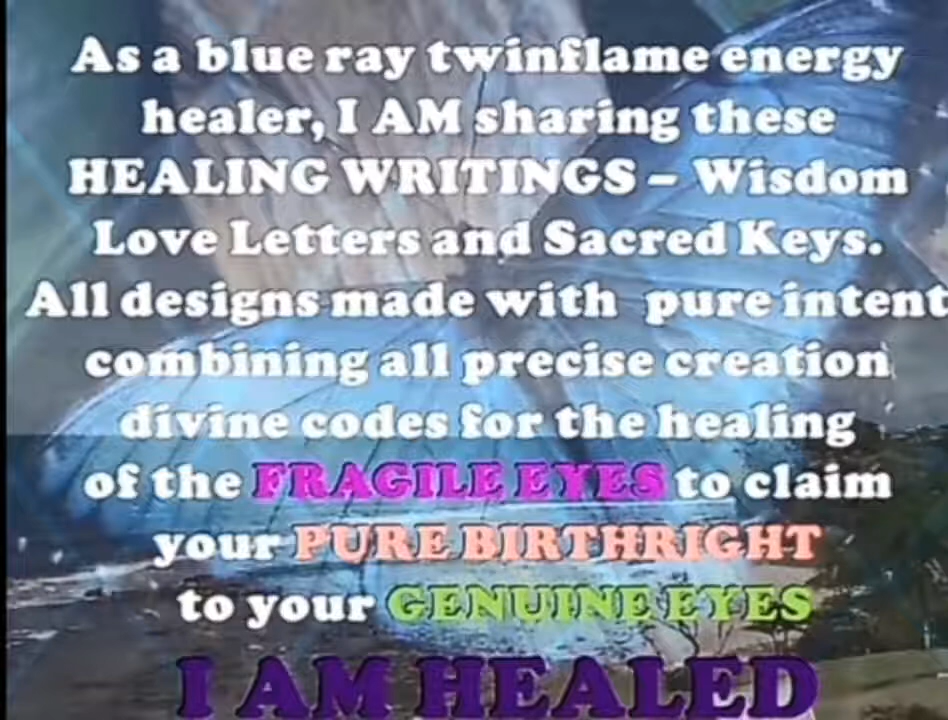 As a blue ray twinflame energy
healer, I AM sharing these
HEALING WRITINGS – Wisdom
Love Letters and Sacred Keys.
All designs made with pure intent
combining all precise creation
divine codes for the healing
of the FRAGILE EYES to claim
your PURE BIRTHRIGHT
to your GENUINE EYES
I AM HEALED